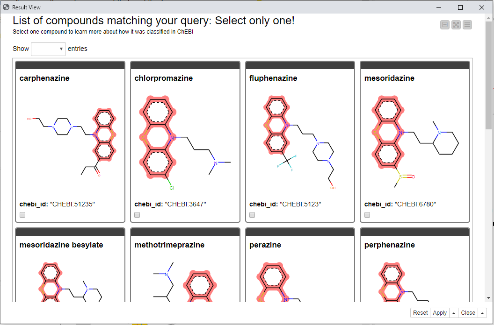 Result View
List of compounds matching your query: Select only one!
Select one compound to learn more about how it was classified in ChEBI
Show entries
carphenazine
chlorpromazine
fluphenazine
mesoridazine
chebi_id: "CHEBI:51235"
chebi_id: "CHEBI:3647"
chebi_id: "CHEBI:5123"
chebi_id: "CHEBI:6780"
mesoridazine besylate
methotrimeprazine
perazine
perphenazine
Reset Apply Close